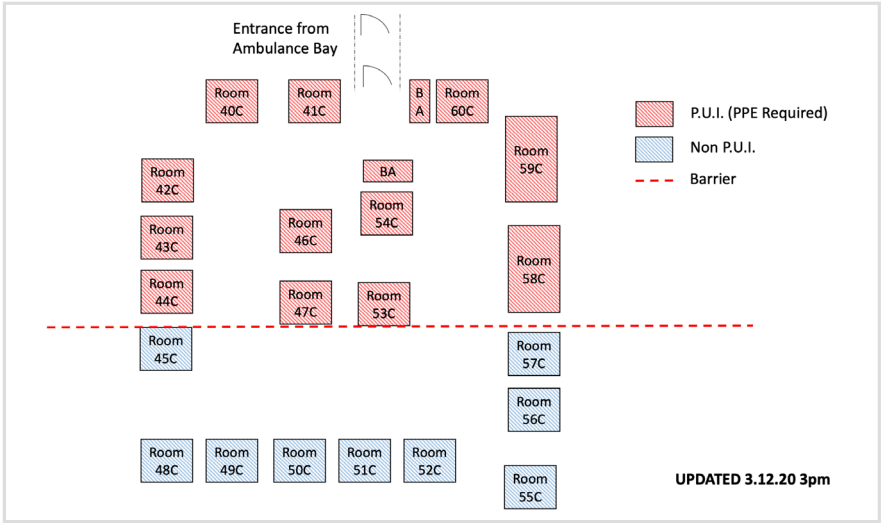 Entrance from
Ambulance Bay
Room
40C
Room
41C
B
A
Room
60C
P.U.I. (PPE Required)
Non P.U.I.
Barrier
Room
59C
Room
42C
BA
Room
54C
Room
43C
Room
46C
Room
58C
Room
44C
Room
47C
Room
53C
Room
45C
Room
57C
Room
56C
Room
48C
Room
49C
Room
50C
Room
51C
Room
52C
Room
55C
UPDATED 3.12.20 3pm